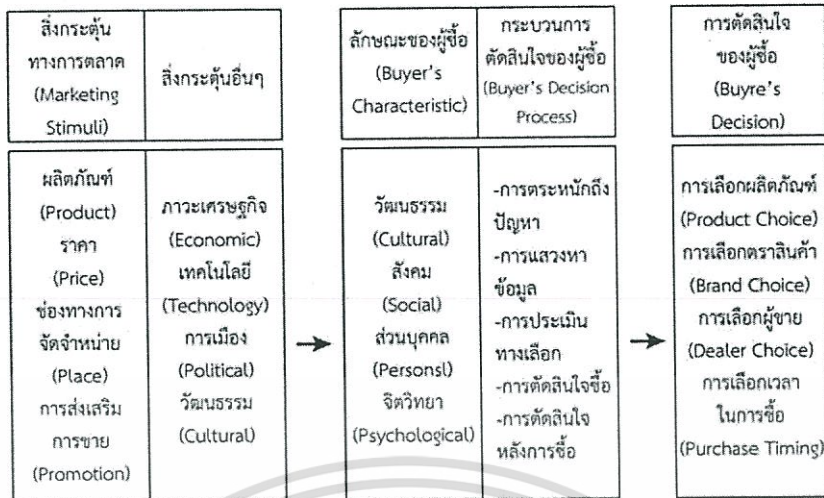 สิ่งกระตุ้น
ทางการตลาด
(Marketing
Stimuli)
สิ่งกระตุ้นอื่นๆ
ลักษณะของผู้ซื้อ
(Buyer's
Characteristic)
กระบวนการ
ตัดสินใจของผู้ซื้อ
(Buyer's Decision
Process)
การตัดสินใจ
ของผู้ซื้อ
(Buyre's
Decision)
ผลิตภัณฑ์
(Product)
ราคา
(Price)
ช่องทางการ
จัดจำหน่าย
(Place)
การส่งเสริม
การขาย
(Promotion)
ภาวะเศรษฐกิจ
(Economic)
เทคโนโลยี
(Technology)
การเมือง
(Political)
วัฒนธรรม
(Cultural)
วัฒนธรรม
(Cultural)
สังคม
(Social)
ส่วนบุคคล
(Personsl)
จิตวิทยา
(Psychological)
-การตระหนักถึง
ปัญหา
-การแสวงหา
ข้อมูล
-การประเมิน
ทางเลือก
-การตัดสินใจซื้อ
-การตัดสินใจ
หลังการซื้อ
การเลือกผลิตภัณฑ์
(Product Choice)
การเลือกตราสินค้า
(Brand Choice)
การเลือกผู้ขาย
(Dealer Choice)
การเลือกเวลา
ในการซื้อ
(Purchase Timing)